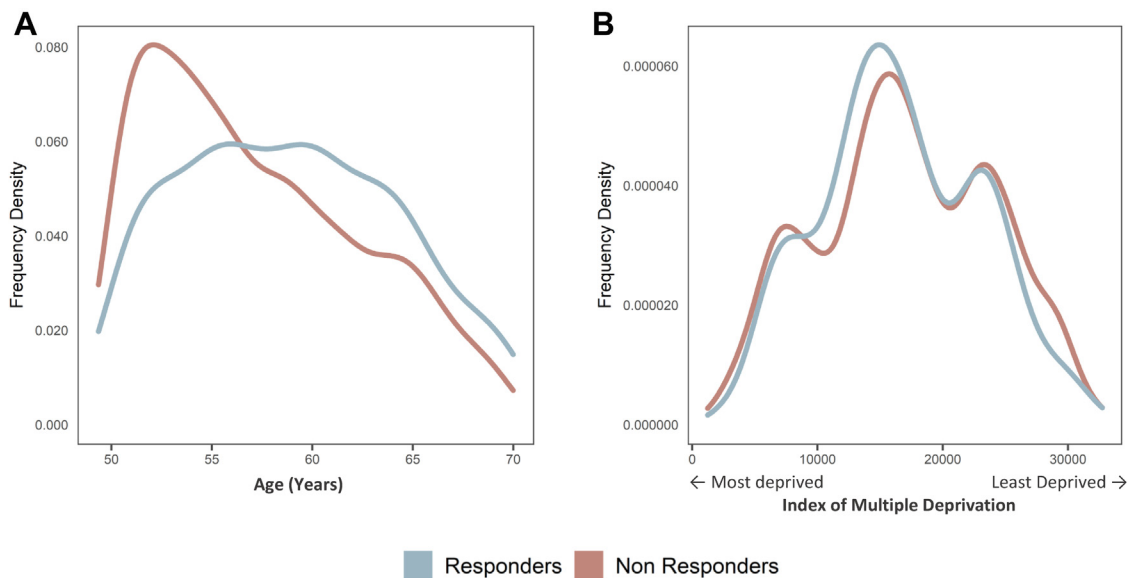 A
0.080
0.060
0.040
0.020
0.000
Frequency Density
50 55 60 65 70
Age (Years)
B
0.000060
0.000040
0.000020
0.000000
Frequency Density
0 10000 20000 30000
← Most deprived Least Deprived →
Index of Multiple Deprivation
Responders Non Responders